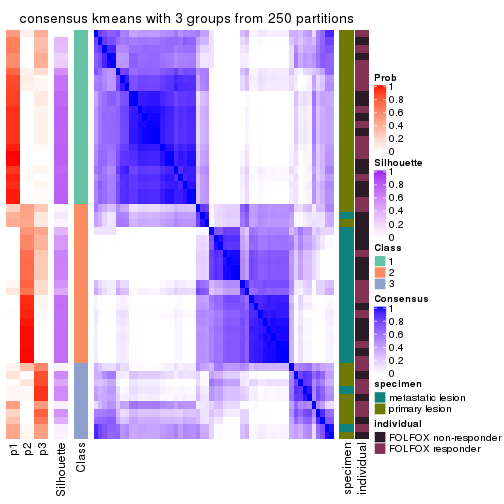 consensus kmeans with 3 groups from 250 partitions
Prob
1
0.8
0.6
0.4
0.2
0
Silhouette
1
0.8
0.6
0.4
0.2
0
Class
1
2
3
Consensus
1
0.8
0.6
0.4
0.2
0
specimen
metastatic lesion
primary lesion
individual
FOLFOX non-responder
FOLFOX responder
p1
p2
p3
Silhouette
Class
specimen
individual